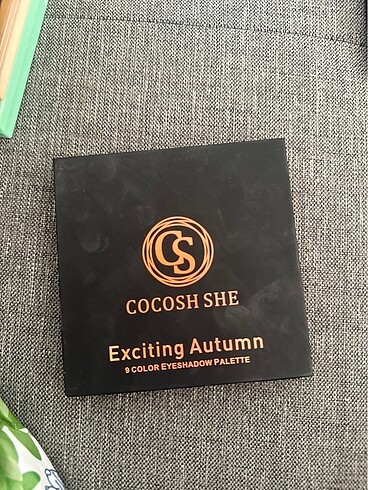 CS
COCOSH SHE
Exciting Autumn
9 COLOR EYESHADOW PALETTE